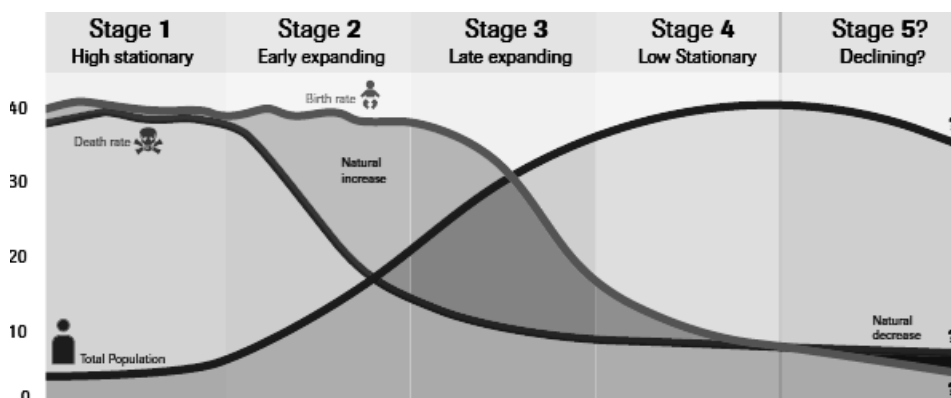 Stage 1
High stationary
Stage 2
Early expanding
Stage 3
Late expanding
Stage 4
Low Stationary
Stage 5?
Declining?
40
30
20
10
0
Birth rate
Death rate
Natural
increase
Total Population
Natural
decrease
?
?
?